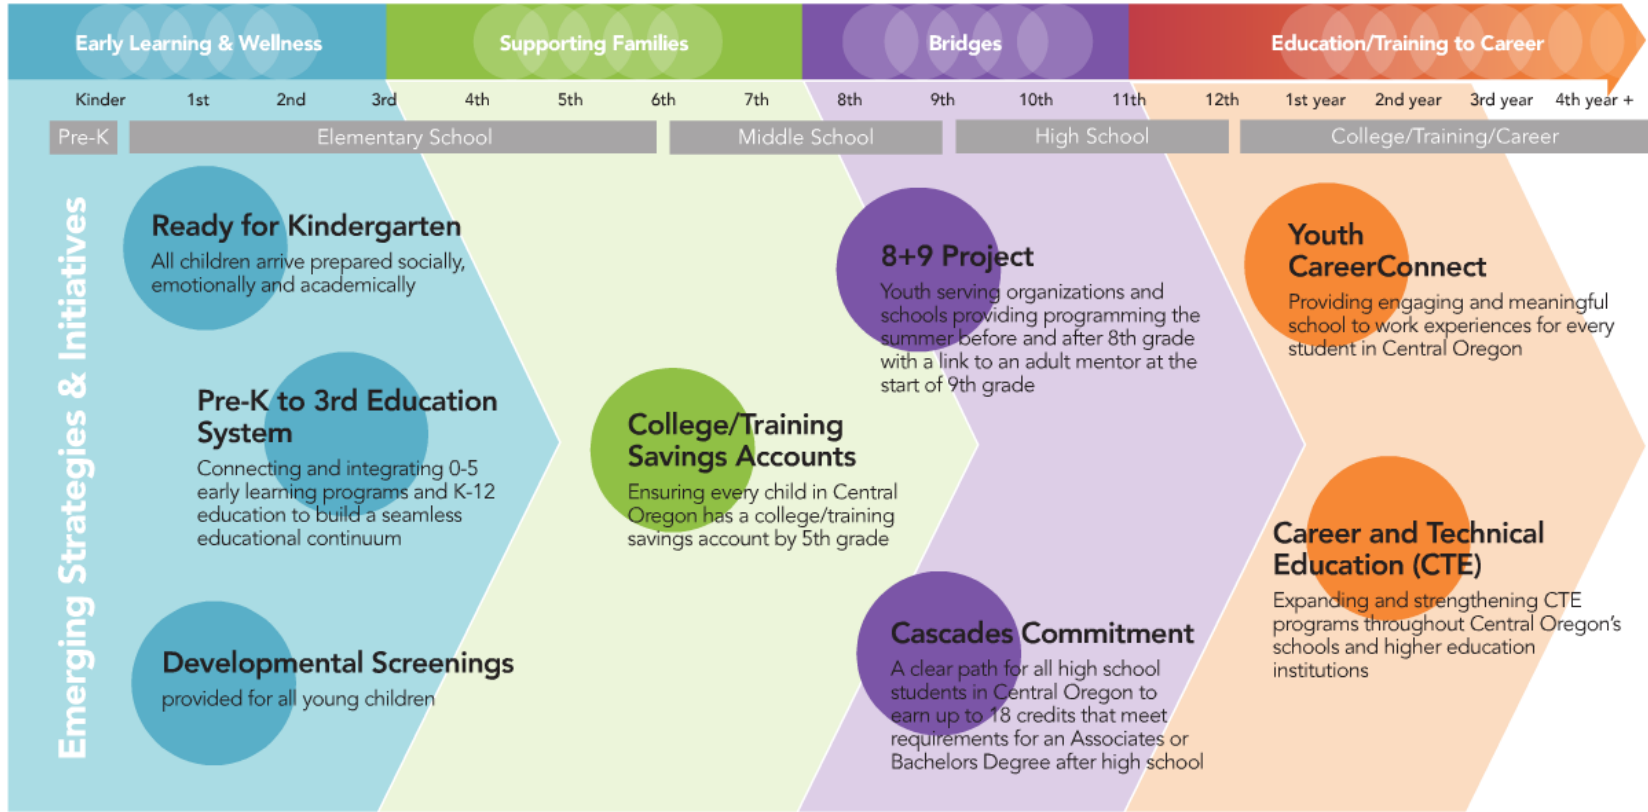 Early Learning & Wellness
Supporting Families
Bridges
Education/Training to Career
Kinder 1st 2nd 3rd 4th 5th 6th 7th 8th 9th 10th 11th 12th 1st year 2nd year 3rd year 4th year +
Pre-K
Elementary School
Middle School
High School
College/Training/Career
Emerging Strategies & Initiatives
Ready for Kindergarten
All children arrive prepared socially,
emotionally and academically
Pre-K to 3rd Education
System
Connecting and integrating 0-5
early learning programs and K-12
education to build a seamless
educational continuum
Developmental Screenings
provided for all young children
College/Training
Savings Accounts
Ensuring every child in Central
Oregon has a college/training
savings account by 5th grade
8+9 Project
Youth serving organizations and
schools providing programming the
summer before and after 8th grade
with a link to an adult mentor at the
start of 9th grade
Cascades Commitment
A clear path for all high school
students in Central Oregon to
earn up to 18 credits that meet
requirements for an Associates or
Bachelors Degree after high school
Youth
CareerConnect
Providing engaging and meaningful
school to work experiences for every
student in Central Oregon
Career and Technical
Education (CTE)
Expanding and strengthening CTE
programs throughout Central Oregon's
schools and higher education
institutions